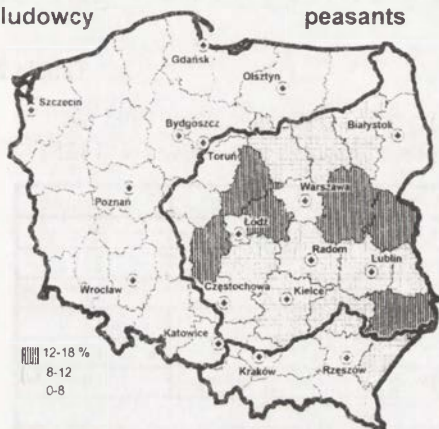 ludowcy peasants
Gdańsk
Olsztyn
Szczecin
Bydgoszcz
Białystok
Toruń
Poznań
Warszawa
Łódź
Radom
Lublin
Wrocław
Częstochowa
Kielce
Katowice
Kraków
Rzeszów
12-18 %
8-12
0-8